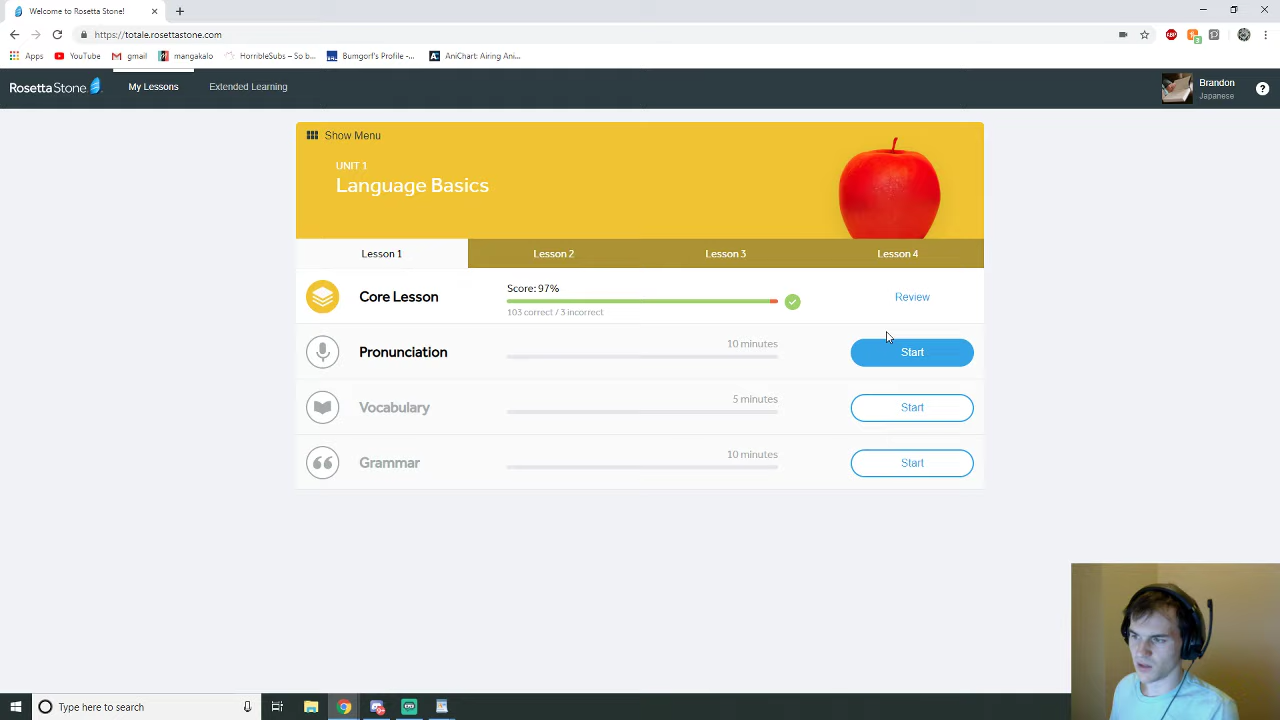 Welcome to Rosetta Stone!
https://totale.rosettastone.com
Apps
YouTube
gmail
mangakalo
HorribleSubs – So b...
Bumgorf's Profile -...
AniChart: Airing Ani...
RosettaStone
My Lessons
Extended Learning
Brandon
Japanese
?
Show Menu
UNIT 1
Language Basics
Lesson 1
Lesson 2
Lesson 3
Lesson 4
Core Lesson
Score: 97%
103 correct / 3 incorrect
Review
Pronunciation
10 minutes
Start
Vocabulary
5 minutes
Start
Grammar
10 minutes
Start
Type here to search